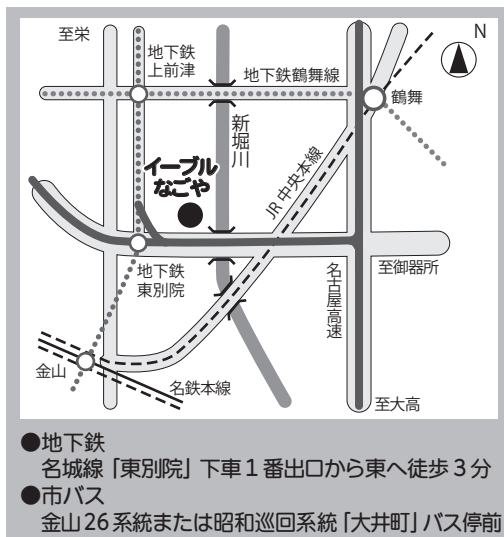 至栄
N
地下鉄
上前津
地下鉄鶴舞線
鶴舞
新堀川
イーブル
なごや
JR中央本線
地下鉄
東別院
名古屋高速
至御器所
金山
名鉄本線
至大高
●地下鉄
名城線「東別院」下車1番出口から東へ徒歩3分
●市バス
金山26系統または昭和巡回系統「大井町」バス停前